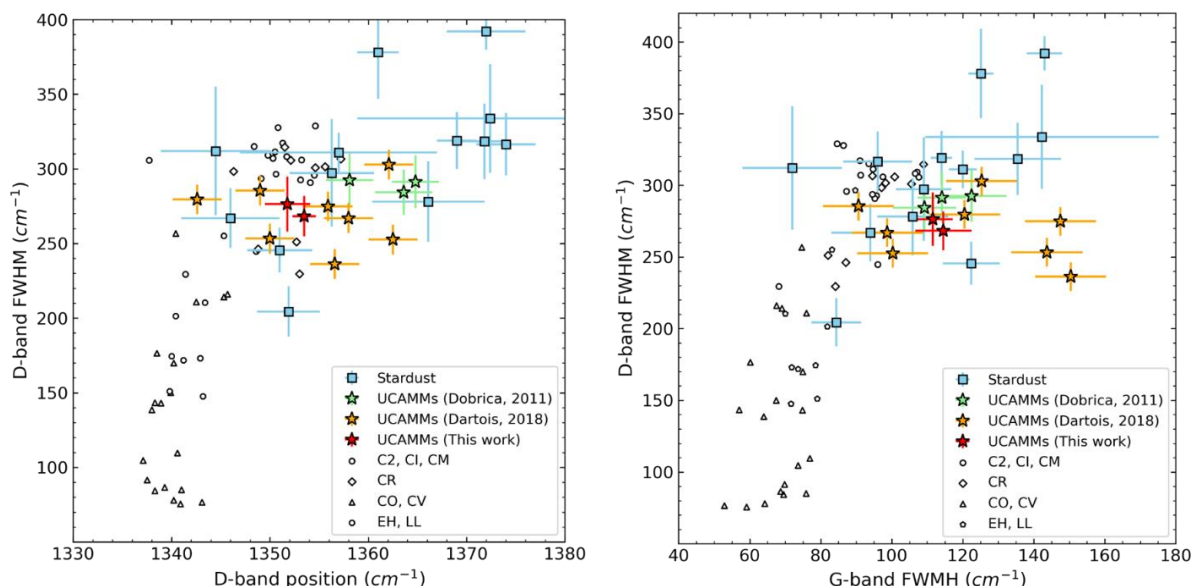 400
350
300
250
200
150
100
50
D-band FWHM (cm⁻¹)
1330
1340
1350
1360
1370
1380
D-band position (cm⁻¹)
Stardust
UCAMMs (Dobrica, 2011)
UCAMMs (Dartois, 2018)
UCAMMs (This work)
C2, CI, CM
CR
CO, CV
EH, LL
400
350
300
250
200
150
100
D-band FWHM (cm⁻¹)
40
60
80
100
120
140
160
180
G-band FWMH (cm⁻¹)
Stardust
UCAMMs (Dobrica, 2011)
UCAMMs (Dartois, 2018)
UCAMMs (This work)
C2, CI, CM
CR
CO, CV
EH, LL